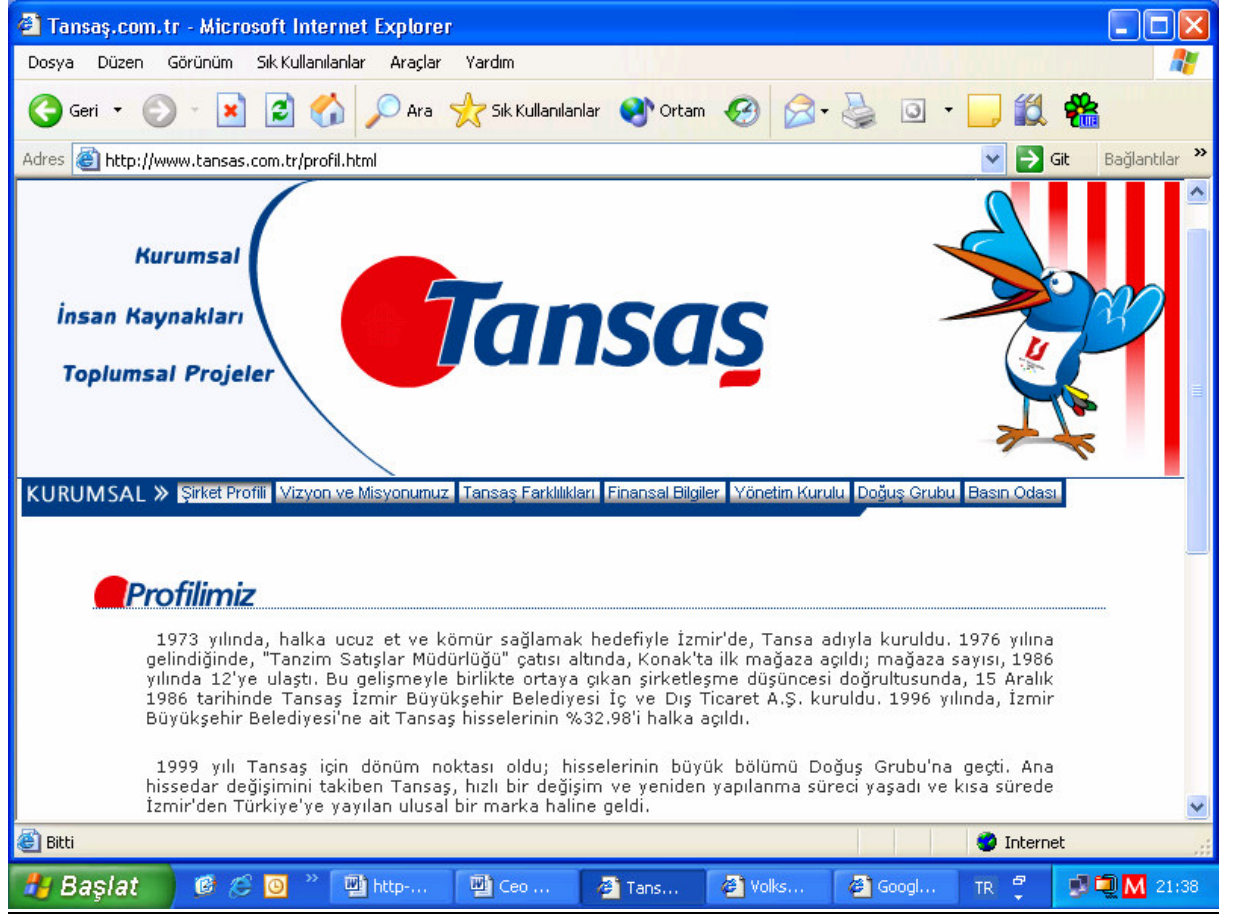 Tansaş.com.tr - Microsoft Internet Explorer
Dosya Düzen Görünüm Sık Kullanılanlar Araçlar Yardım
Geri Ara Sık Kullanılanlar Ortam
Adres http://www.tansas.com.tr/profil.html Git Bağlantılar »
Kurumsal
İnsan Kaynakları
Toplumsal Projeler
Tansaş
KURUMSAL » Şirket Profili Vizyon ve Misyonumuz Tansaş Farklılıkları Finansal Bilgiler Yönetim Kurulu Doğuş Grubu Basın Odası
Profilimiz
1973 yılında, halka ucuz et ve kömür sağlamak hedefiyle İzmir'de, Tansa adıyla kuruldu. 1976 yılına
gelindiğinde, "Tanzim Satışlar Müdürlüğü" çatısı altında, Konak'ta ilk mağaza açıldı; mağaza sayısı, 1986
yılında 12'ye ulaştı. Bu gelişmeyle birlikte ortaya çıkan şirketleşme düşüncesi doğrultusunda, 15 Aralık
1986 tarihinde Tansaş İzmir Büyükşehir Belediyesi İç ve Dış Ticaret A.Ş. kuruldu. 1996 yılında, İzmir
Büyükşehir Belediyesi'ne ait Tansaş hisselerinin %32.98'i halka açıldı.
1999 yılı Tansaş için dönüm noktası oldu; hisselerinin büyük bölümü Doğuş Grubu'na geçti. Ana
hissedar değişimini takiben Tansaş, hızlı bir değişim ve yeniden yapılanma süreci yaşadı ve kısa sürede
İzmir'den Türkiye'ye yayılan ulusal bir marka haline geldi.
Bitti Internet
Başlat » http-... Ceo ... Tans... Volks... Googl... TR M 21:38